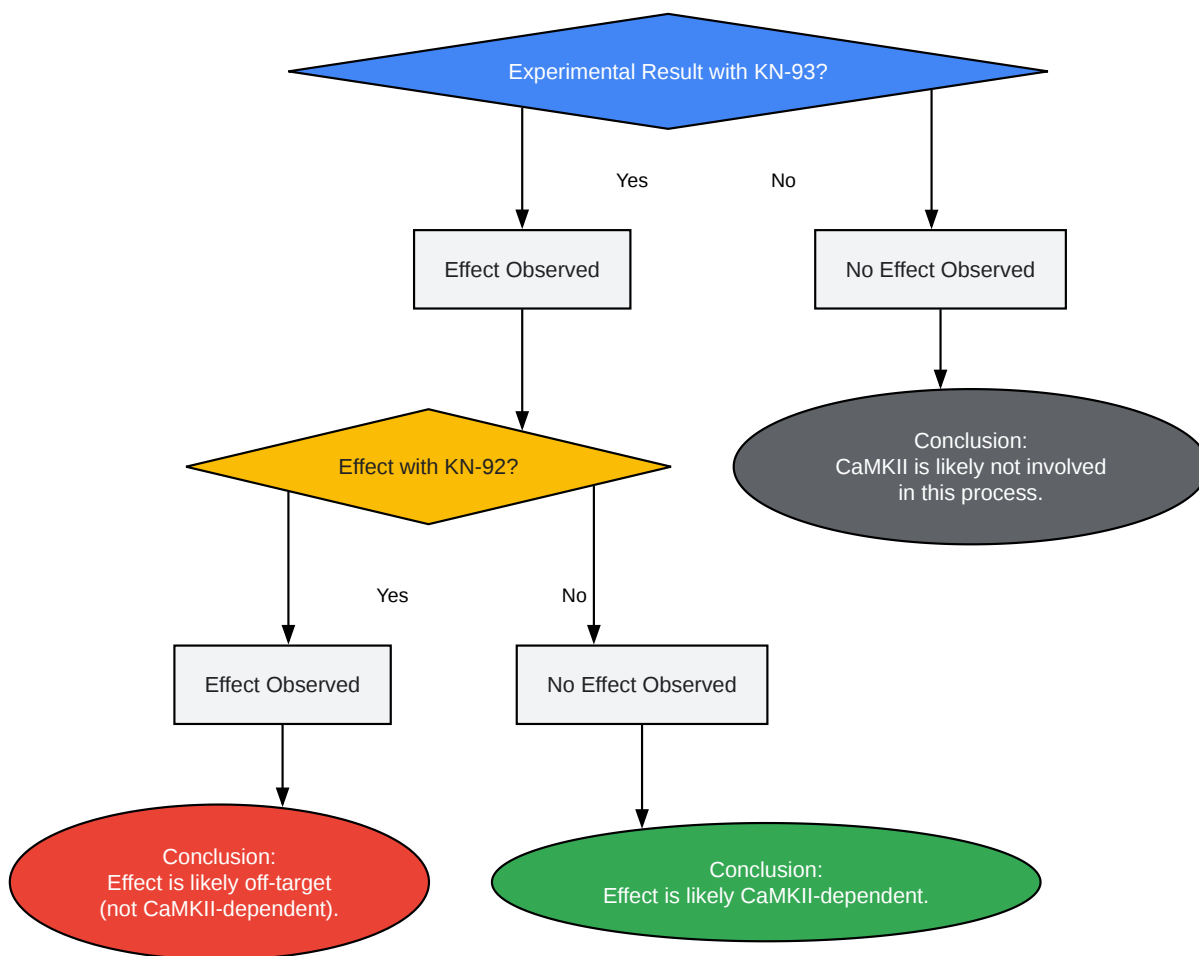 Experimental Result with KN-93?
Yes
No
Effect Observed
No Effect Observed
Conclusion:
CaMKII is likely not involved
in this process.
Effect with KN-92?
Yes
No
Effect Observed
No Effect Observed
Conclusion:
Effect is likely off-target
(not CaMKII-dependent).
Conclusion:
Effect is likely CaMKII-dependent.